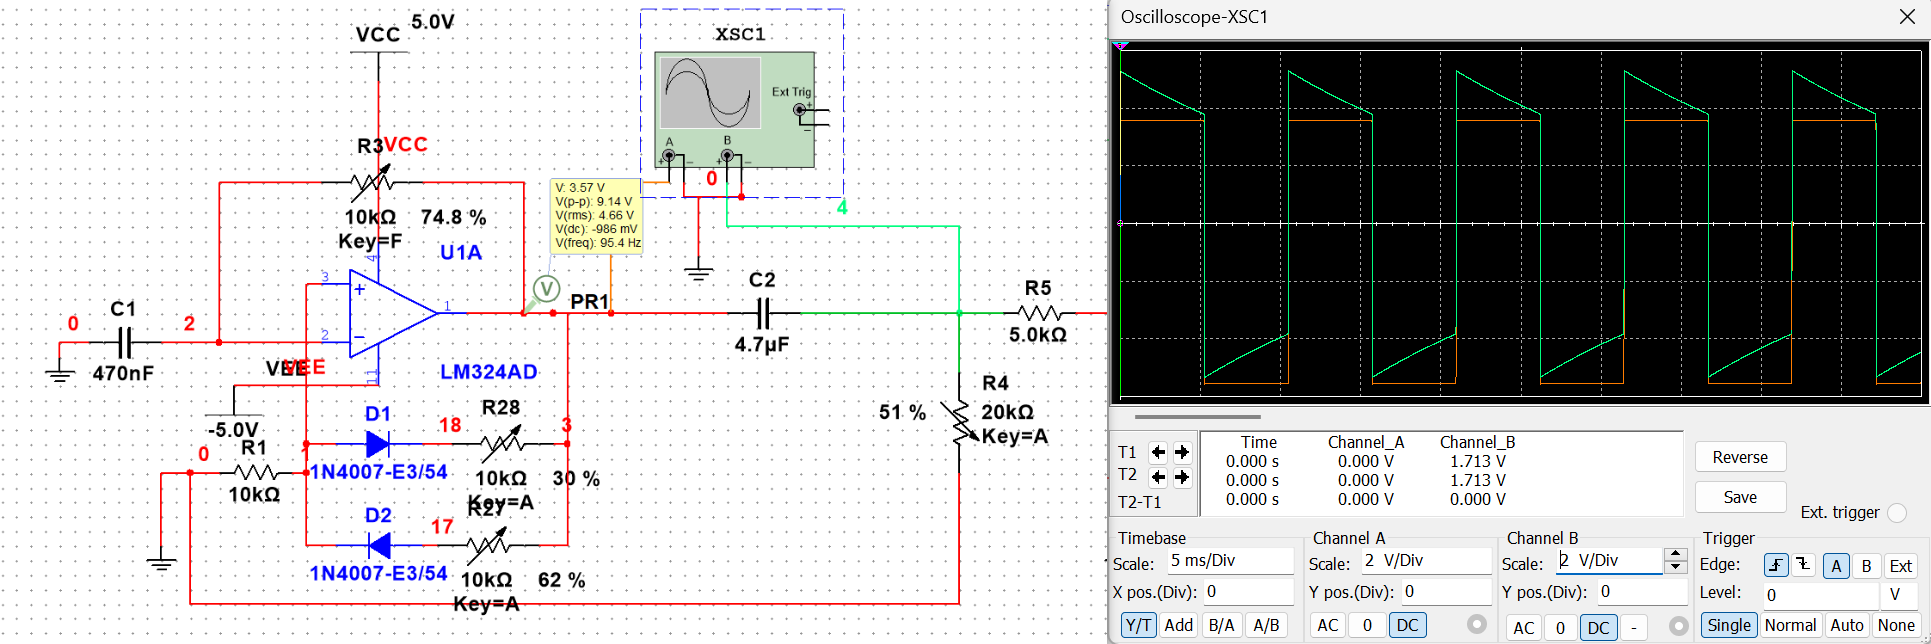 5.0V
VCC
XSC1
Ext Trig
+
−
A
B
+ − + −
0
4
R3
VCC
10kΩ 74.8 %
Key=F
V: 3.57 V
V(p-p): 9.14 V
V(rms): 4.66 V
V(dc): -986 mV
V(freq): 95.4 Hz
U1A
4
3
+
1
2
−
11
V
PR1
C1
0
2
470nF
VEE
VEE
-5.0V
LM324AD
C2
4.7µF
R5
5.0kΩ
R4
51 %
20kΩ
Key=A
D1
18
R28
3
1N4007-E3/54
10kΩ 30 %
Key=A
R1
0
10kΩ
D2
17
R27
1N4007-E3/54
10kΩ 62 %
Key=A
Oscilloscope-XSC1
Time Channel_A Channel_B
T1 0.000 s 0.000 V 1.713 V
T2 0.000 s 0.000 V 1.713 V
T2-T1 0.000 s 0.000 V 0.000 V
Reverse
Save
Ext. trigger
Timebase
Scale: 5 ms/Div
X pos.(Div): 0
Y/T Add B/A A/B
Channel A
Scale: 2 V/Div
Y pos.(Div): 0
AC 0 DC
Channel B
Scale: 2 V/Div
Y pos.(Div): 0
AC 0 DC -
Trigger
Edge: A B Ext
Level: 0 V
Single Normal Auto None